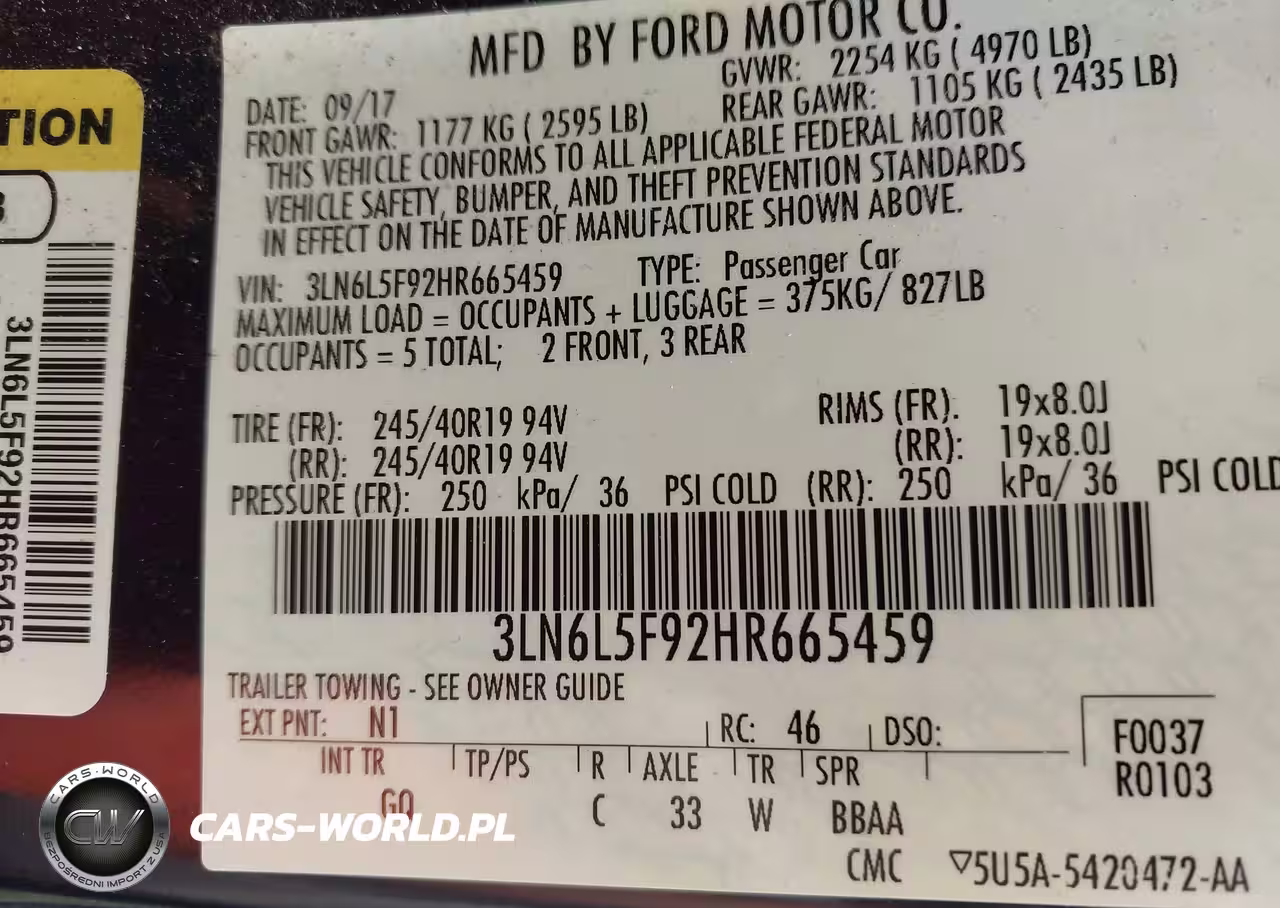 TION
3
3LN6L5F92HR665459
MFD BY FORD MOTOR CO.
DATE: 09/17 GVWR: 2254 KG ( 4970 LB)
FRONT GAWR: 1177 KG ( 2595 LB) REAR GAWR: 1105 KG ( 2435 LB)
THIS VEHICLE CONFORMS TO ALL APPLICABLE FEDERAL MOTOR
VEHICLE SAFETY, BUMPER, AND THEFT PREVENTION STANDARDS
IN EFFECT ON THE DATE OF MANUFACTURE SHOWN ABOVE.
VIN: 3LN6L5F92HR665459 TYPE: Passenger Car
MAXIMUM LOAD = OCCUPANTS + LUGGAGE = 375KG/ 827LB
OCCUPANTS = 5 TOTAL; 2 FRONT, 3 REAR
TIRE (FR): 245/40R19 94V RIMS (FR). 19x8.0J
(RR): 245/40R19 94V (RR): 19x8.0J
PRESSURE (FR): 250 kPa/ 36 PSI COLD (RR): 250 kPa/ 36 PSI COLD
3LN6L5F92HR665459
TRAILER TOWING - SEE OWNER GUIDE
EXT PNT: N1 RC: 46 DSO: F0037
INT TR TP/PS R AXLE TR SPR R0103
GQ C 33 W BBAA
CMC ▽5U5A-5420472-AA
CARS-WORLD
CW
BEZPOŚREDNI IMPORT Z USA
CARS-WORLD.PL